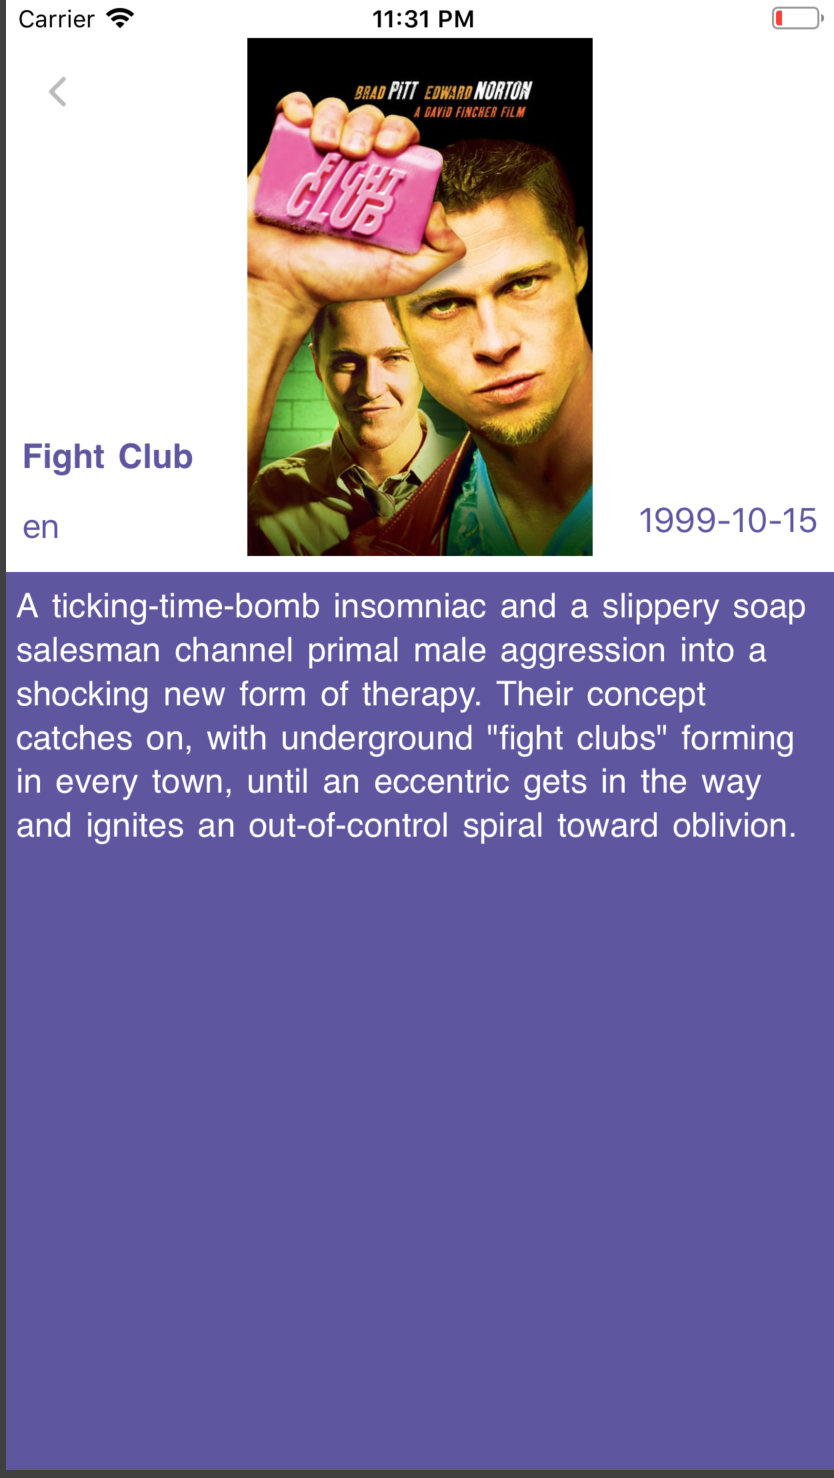 Carrier
11:31 PM
BRAD PITT EDWARD NORTON
A DAVID FINCHER FILM
FIGHT
CLUB
Fight Club
en
1999-10-15
A ticking-time-bomb insomniac and a slippery soap
salesman channel primal male aggression into a
shocking new form of therapy. Their concept
catches on, with underground "fight clubs" forming
in every town, until an eccentric gets in the way
and ignites an out-of-control spiral toward oblivion.